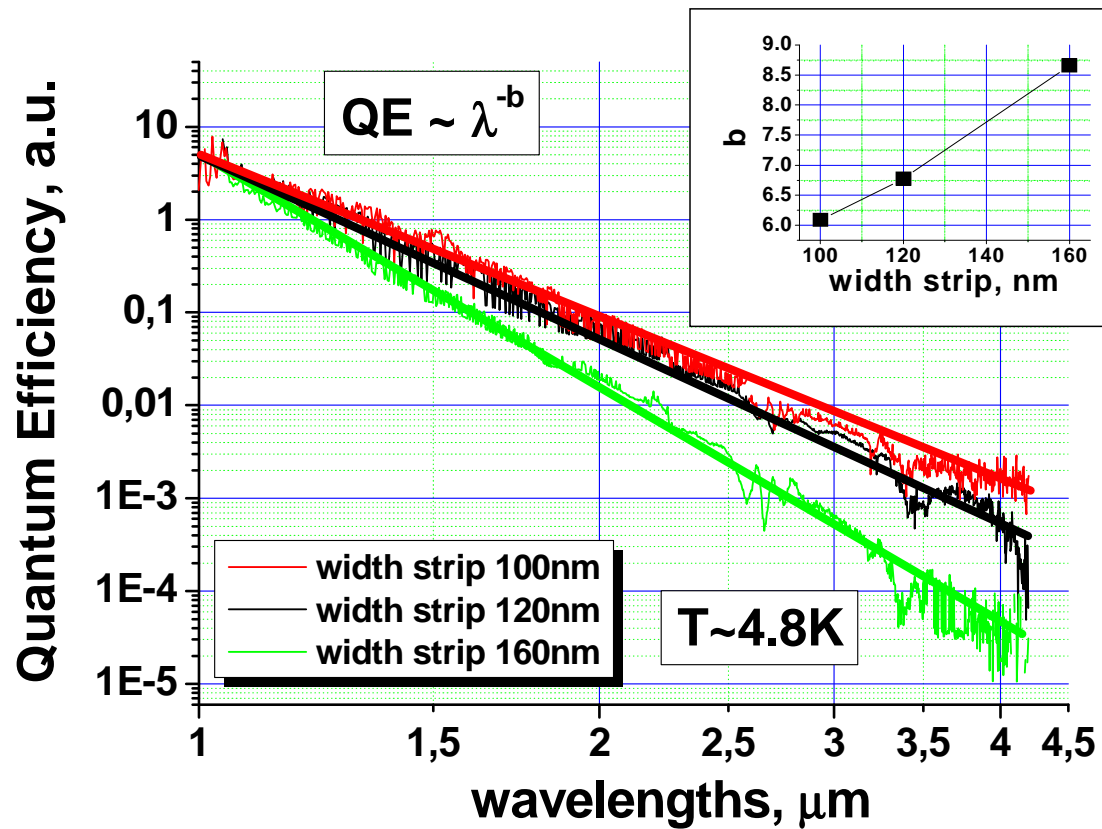 Quantum Efficiency, a.u.
10
1
0,1
0,01
1E-3
1E-4
1E-5
QE ~ λ^-b
b
9.0
8.5
8.0
7.5
7.0
6.5
6.0
100 120 140 160
width strip, nm
width strip 100nm
width strip 120nm
width strip 160nm
T~4.8K
1 1,5 2 2,5 3 3,5 4 4,5
wavelengths, μm